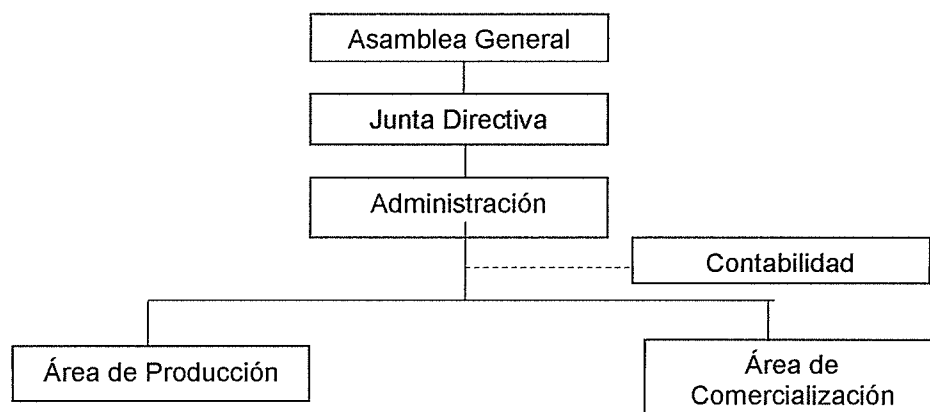 Asamblea General
Junta Directiva
Administración
Contabilidad
Área de Producción
Área de
Comercialización